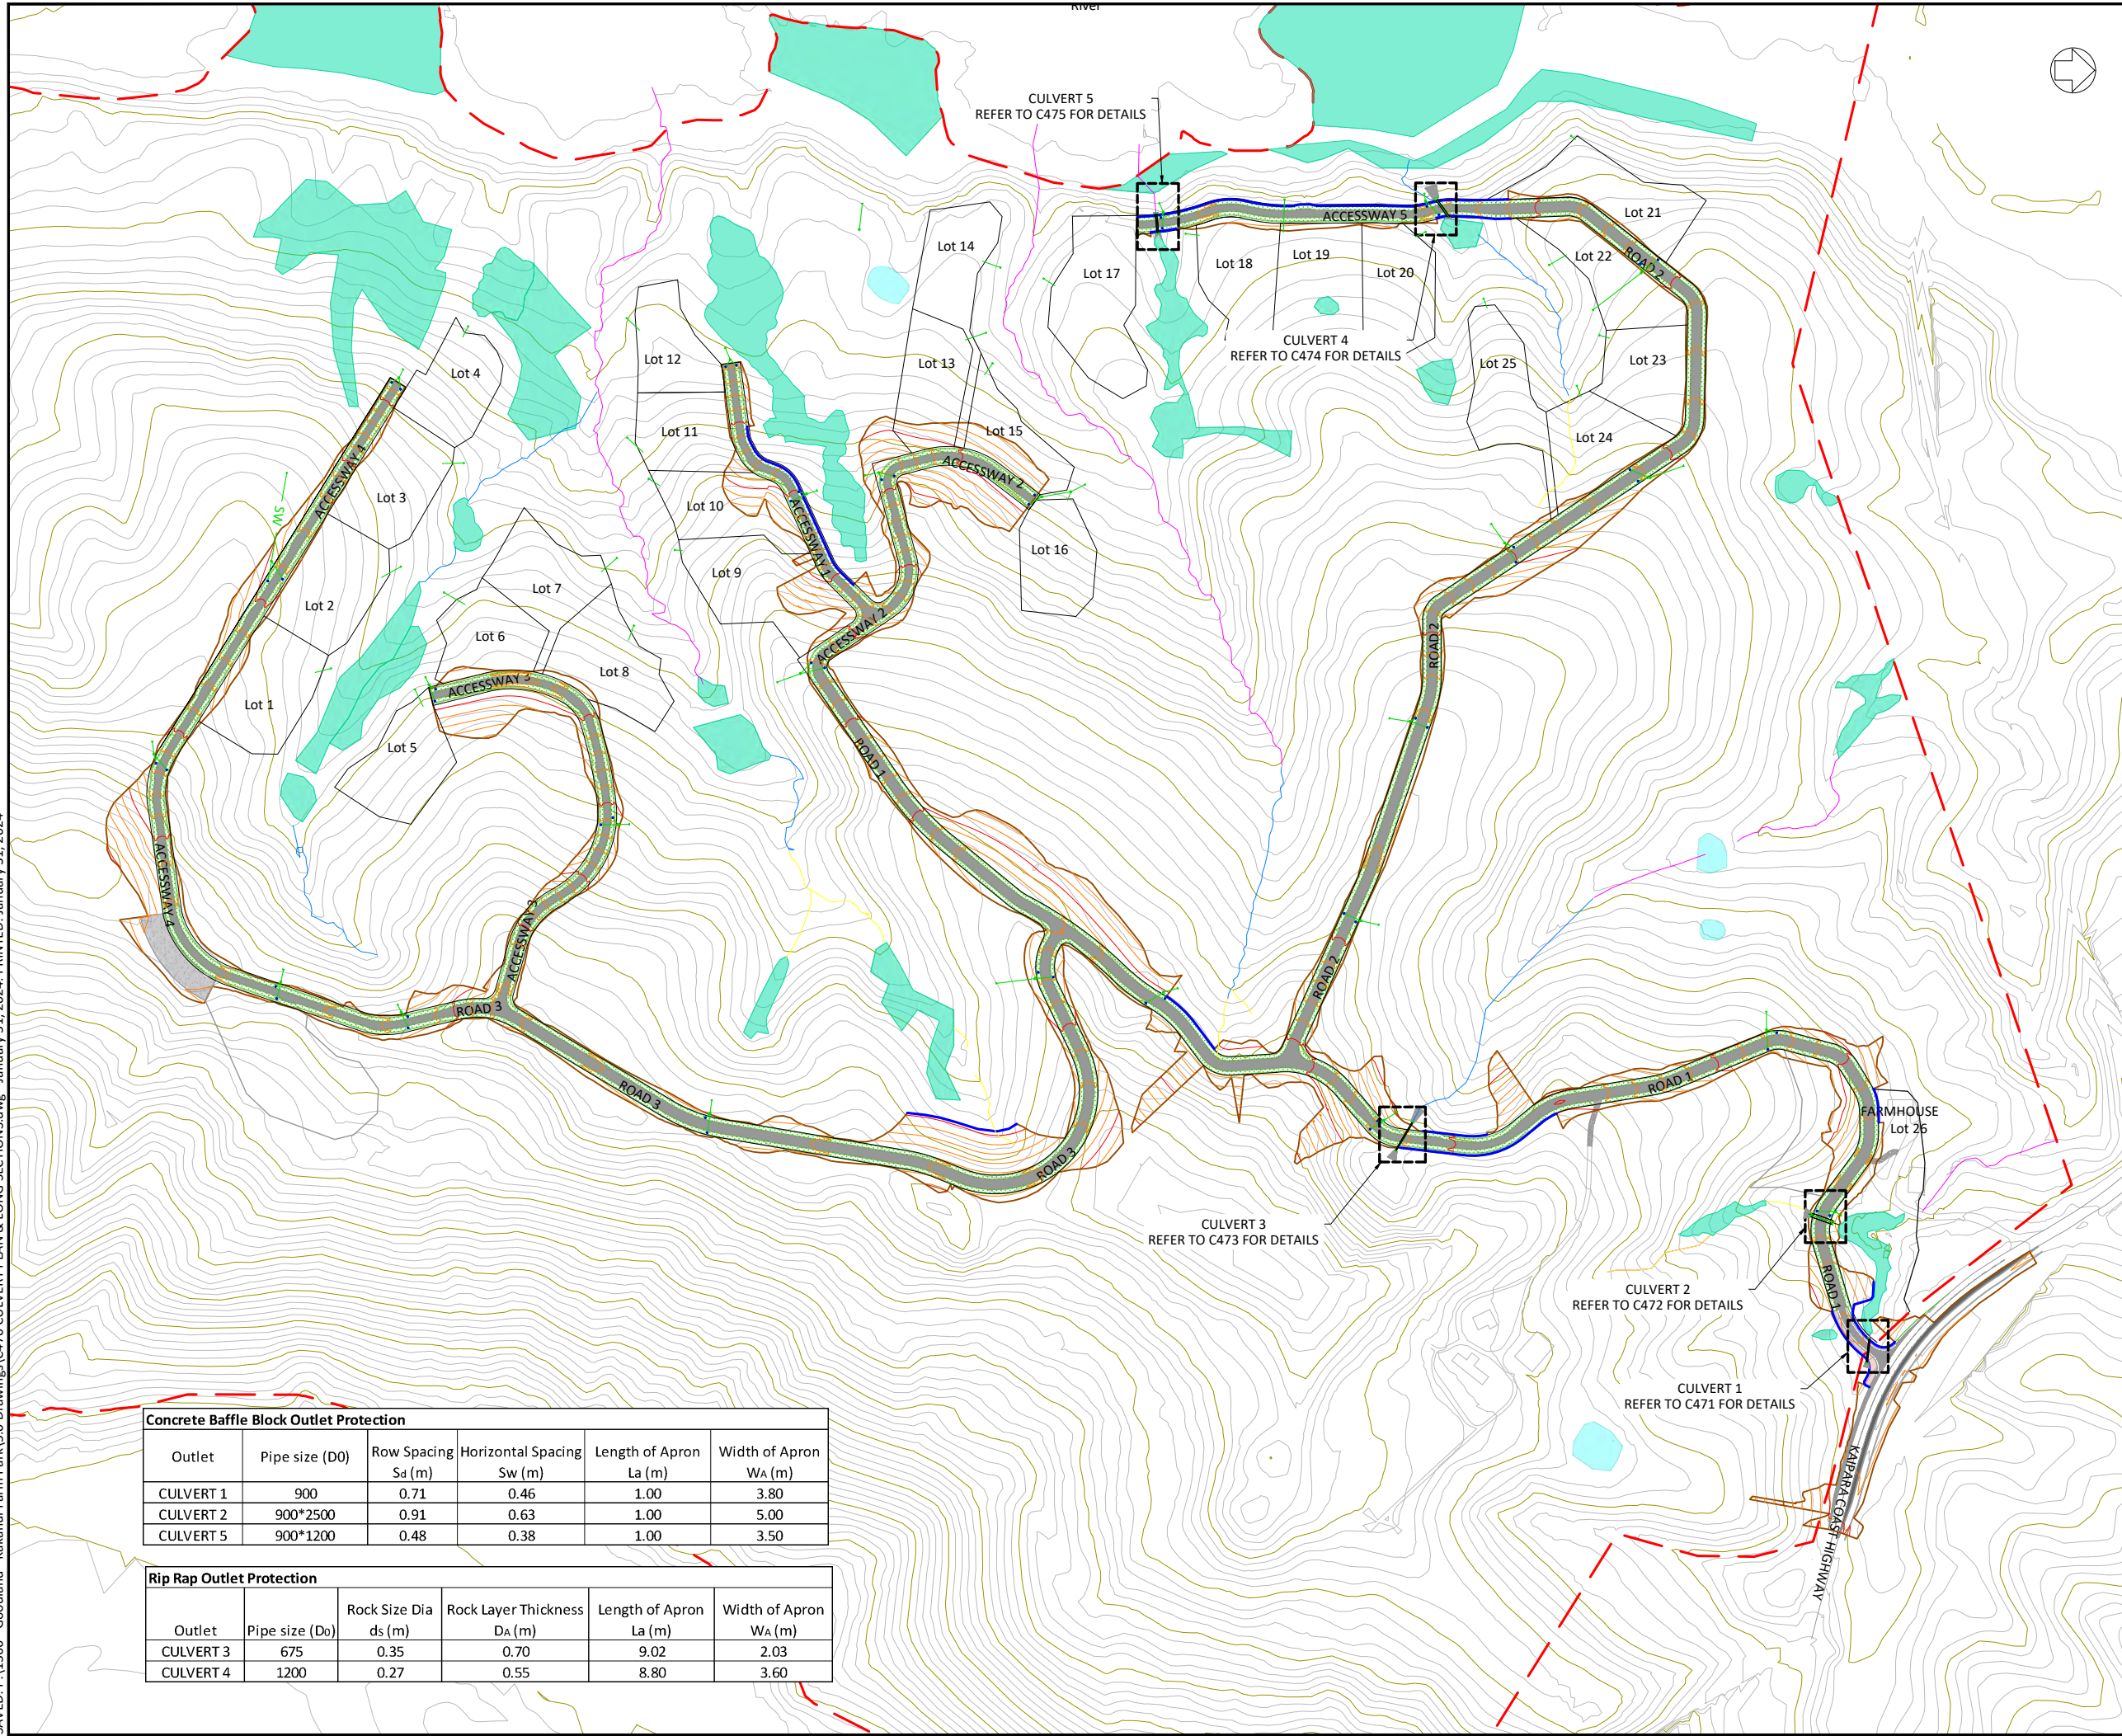 River
CULVERT 5
REFER TO C475 FOR DETAILS
ACCESSWAY 5
Lot 21
Lot 14
Lot 22
ROAD 2
Lot 17
Lot 18
Lot 19
Lot 20
CULVERT 4
REFER TO C474 FOR DETAILS
Lot 12
Lot 13
Lot 25
Lot 23
Lot 4
Lot 11
Lot 15
Lot 24
ACCESSWAY 4
ACCESSWAY 2
Lot 3
SW
Lot 10
ACCESSWAY 1
Lot 16
Lot 9
Lot 7
Lot 2
Lot 6
ACCESSWAY 2
ROAD 2
Lot 8
ACCESSWAY 3
Lot 1
Lot 5
ROAD 1
ACCESSWAY 4
ACCESSWAY 3
ROAD 2
ROAD 3
ROAD 3
ROAD 1
FARMHOUSE
Lot 26
ROAD 3
CULVERT 3
REFER TO C473 FOR DETAILS
ROAD 1
CULVERT 2
REFER TO C472 FOR DETAILS
CULVERT 1
REFER TO C471 FOR DETAILS
KAIPARA COAST HIGHWAY
Concrete Baffle Block Outlet Protection
Outlet Pipe size (D0) Row Spacing Sd (m) Horizontal Spacing Sw (m) Length of Apron La (m) Width of Apron WA (m)
CULVERT 1 900 0.71 0.46 1.00 3.80
CULVERT 2 900*2500 0.91 0.63 1.00 5.00
CULVERT 5 900*1200 0.48 0.38 1.00 3.50
Rip Rap Outlet Protection
Outlet Pipe size (D0) Rock Size Dia ds (m) Rock Layer Thickness DA (m) Length of Apron La (m) Width of Apron WA (m)
CULVERT 3 675 0.35 0.70 9.02 2.03
CULVERT 4 1200 0.27 0.55 8.80 3.60